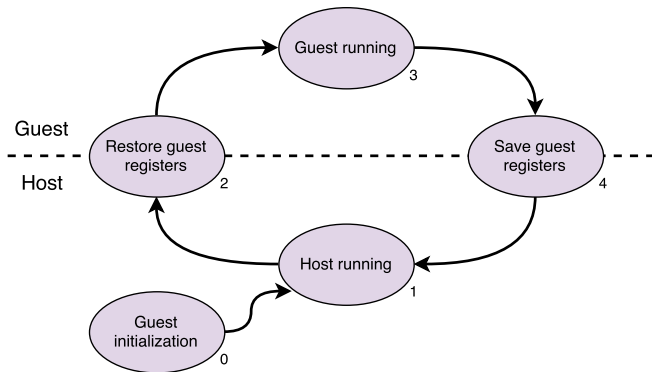 Guest running
3
Guest
Restore guest
registers
2
Save guest
registers
4
Host
Host running
1
Guest
initialization
0